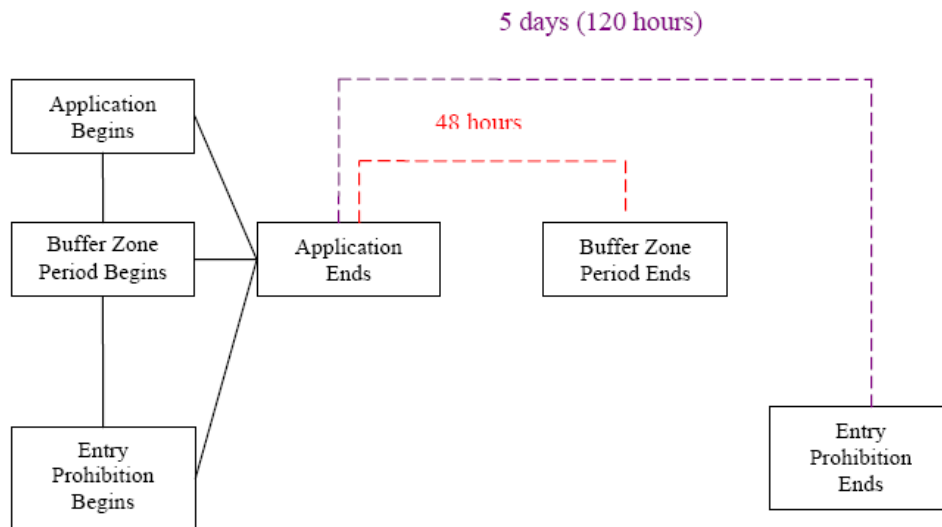 5 days (120 hours)
Application
Begins
48 hours
Buffer Zone
Period Begins
Application
Ends
Buffer Zone
Period Ends
Entry
Prohibition
Begins
Entry
Prohibition
Ends